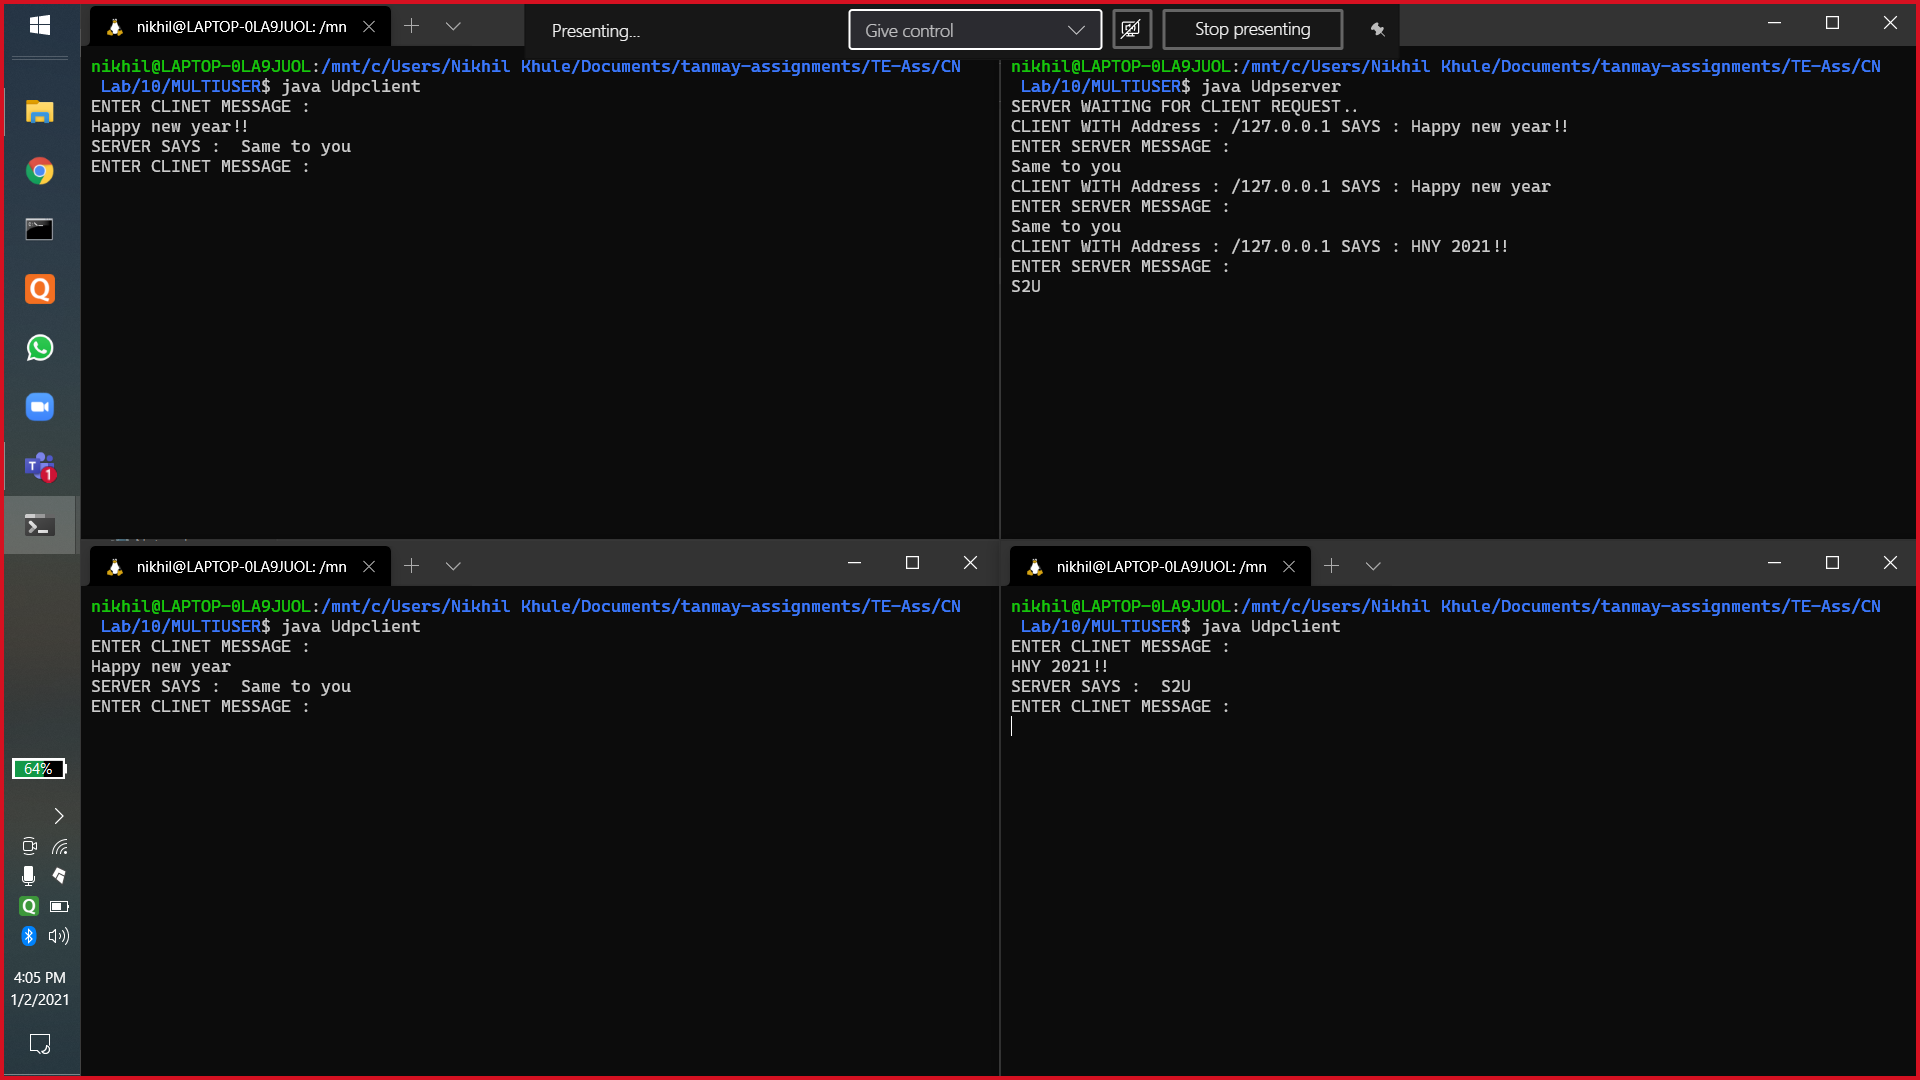 nikhil@LAPTOP-0LA9JUOL: /mn
Presenting...
Give control
Stop presenting
nikhil@LAPTOP-0LA9JUOL:/mnt/c/Users/Nikhil Khule/Documents/tanmay-assignments/TE-Ass/CN
Lab/10/MULTIUSER$ java Udpclient
ENTER CLINET MESSAGE :
Happy new year!!
SERVER SAYS :  Same to you
ENTER CLINET MESSAGE :
nikhil@LAPTOP-0LA9JUOL:/mnt/c/Users/Nikhil Khule/Documents/tanmay-assignments/TE-Ass/CN
Lab/10/MULTIUSER$ java Udpserver
SERVER WAITING FOR CLIENT REQUEST..
CLIENT WITH Address : /127.0.0.1 SAYS : Happy new year!!
ENTER SERVER MESSAGE :
Same to you
CLIENT WITH Address : /127.0.0.1 SAYS : Happy new year
ENTER SERVER MESSAGE :
Same to you
CLIENT WITH Address : /127.0.0.1 SAYS : HNY 2021!!
ENTER SERVER MESSAGE :
S2U
nikhil@LAPTOP-0LA9JUOL: /mn
nikhil@LAPTOP-0LA9JUOL:/mnt/c/Users/Nikhil Khule/Documents/tanmay-assignments/TE-Ass/CN
Lab/10/MULTIUSER$ java Udpclient
ENTER CLINET MESSAGE :
Happy new year
SERVER SAYS :  Same to you
ENTER CLINET MESSAGE :
nikhil@LAPTOP-0LA9JUOL: /mn
nikhil@LAPTOP-0LA9JUOL:/mnt/c/Users/Nikhil Khule/Documents/tanmay-assignments/TE-Ass/CN
Lab/10/MULTIUSER$ java Udpclient
ENTER CLINET MESSAGE :
HNY 2021!!
SERVER SAYS :  S2U
ENTER CLINET MESSAGE :
Q
T
1
64%
Q
4:05 PM
1/2/2021